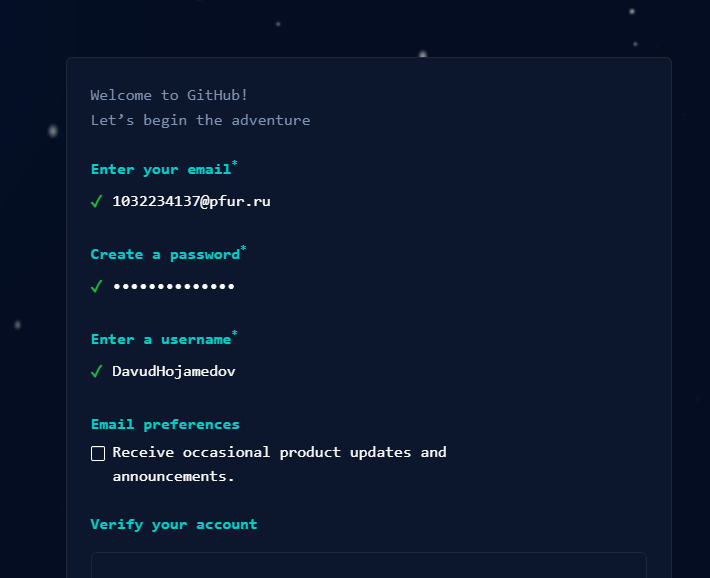 Welcome to GitHub!
Let’s begin the adventure
Enter your email*
✓ 1032234137@pfur.ru
Create a password*
✓ ••••••••••••••
Enter a username*
✓ DavudHojamedov
Email preferences
Receive occasional product updates and
announcements.
Verify your account